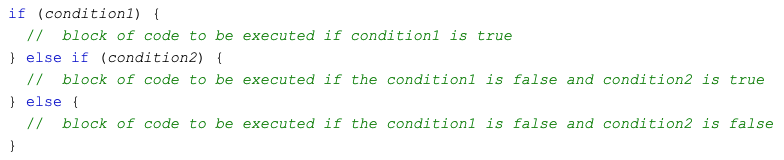 if (condition1) {
  //  block of code to be executed if condition1 is true
} else if (condition2) {
  //  block of code to be executed if the condition1 is false and condition2 is true
} else {
  //  block of code to be executed if the condition1 is false and condition2 is false
}